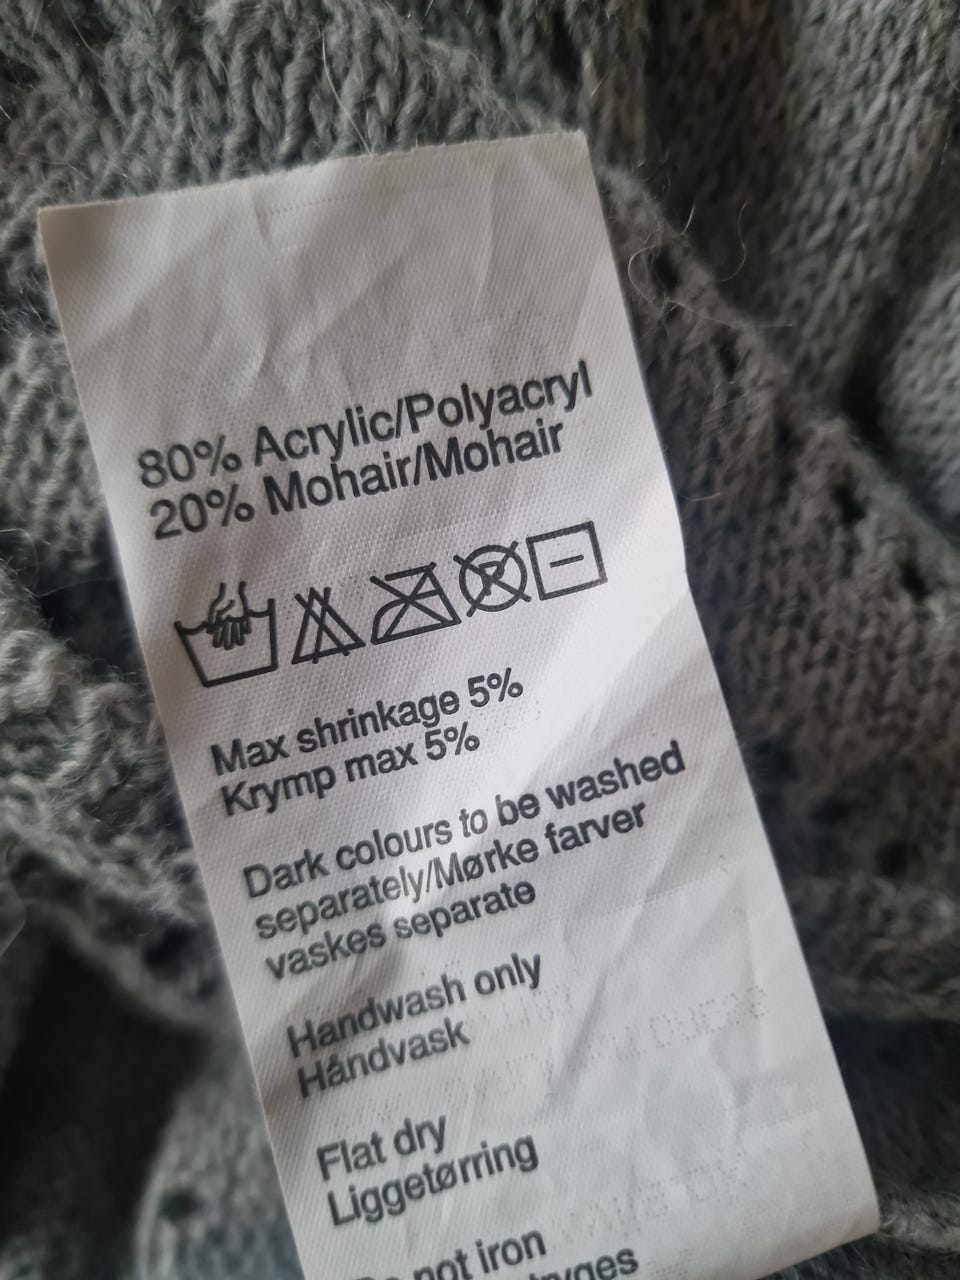 80% Acrylic/Polyacryl
20% Mohair/Mohair
P
Max shrinkage 5%
Krymp max 5%
Dark colours to be washed
separately/Mørke farver
vaskes separate
Handwash only
Håndvask
Flat dry
Liggetørring
not iron